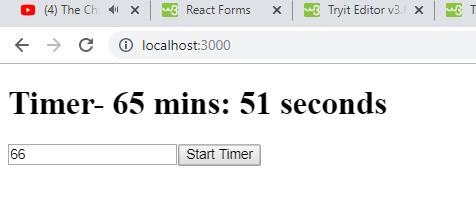 (4) The Ch
React Forms
Tryit Editor v3.
T
localhost:3000
Timer- 65 mins: 51 seconds
66
Start Timer